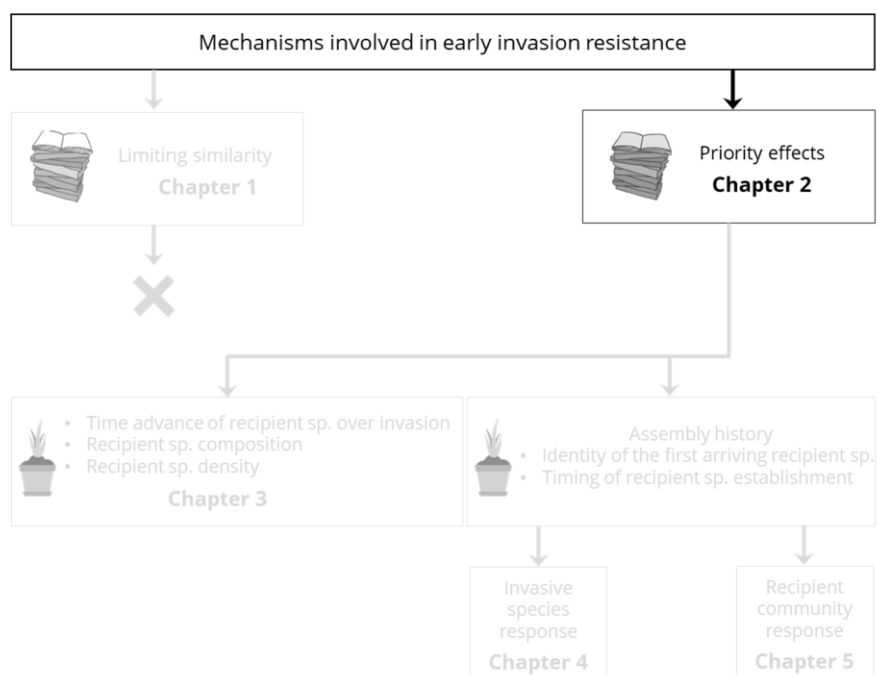 Mechanisms involved in early invasion resistance
Limiting similarity
Chapter 1
Priority effects
Chapter 2
• Time advance of recipient sp. over invasion
• Recipient sp. composition
• Recipient sp. density
Chapter 3
Assembly history
• Identity of the first arriving recipient sp.
• Timing of recipient sp. establishment
Invasive
species
response
Chapter 4
Recipient
community
response
Chapter 5